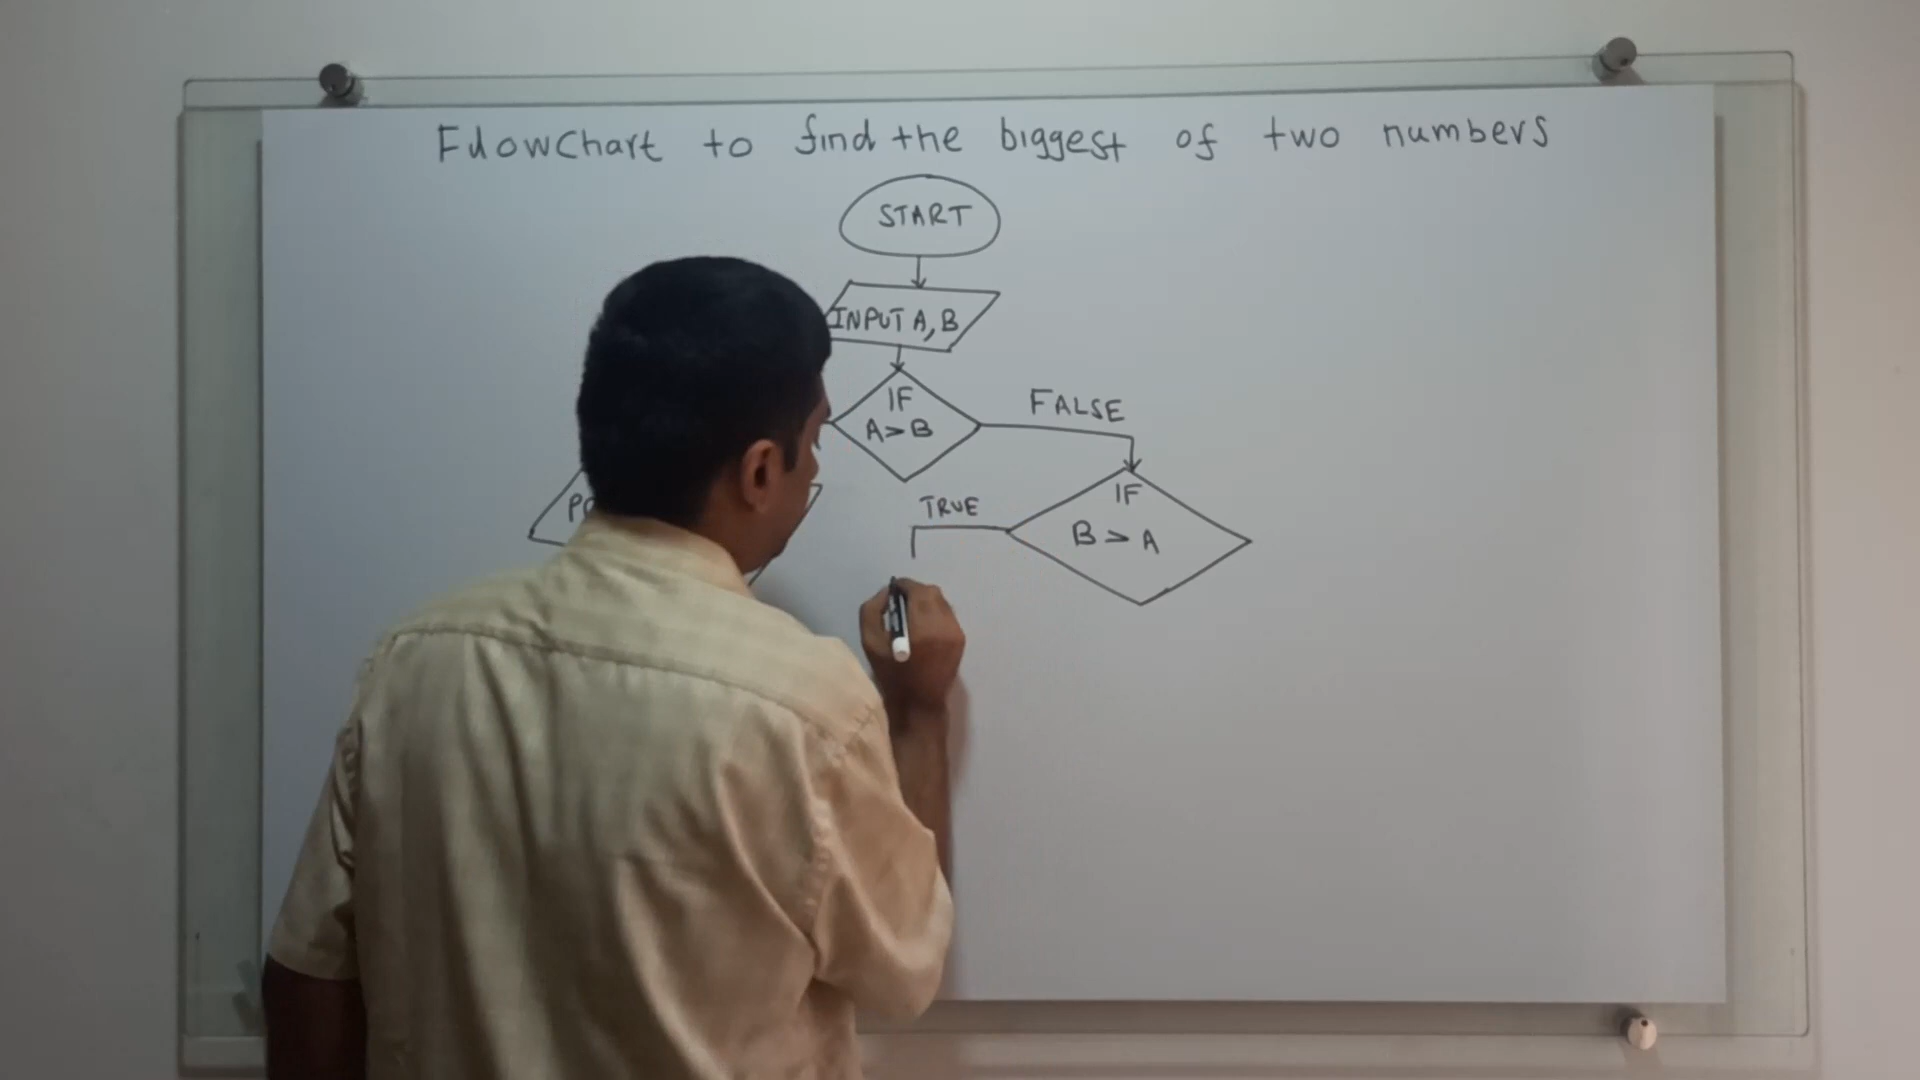 FlowChart to find the biggest of two numbers
START
INPUT A, B
IF
A > B
FALSE
TRUE
IF
B > A